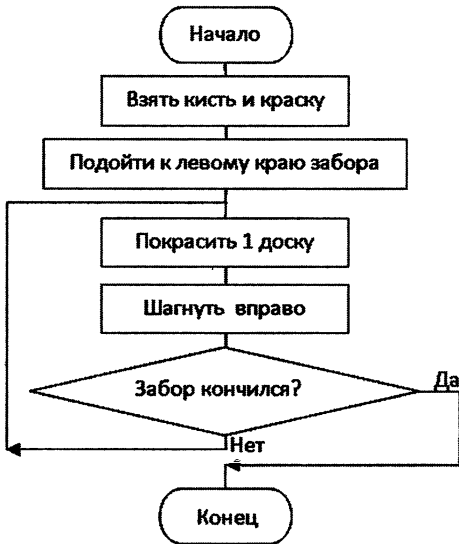 Начало
Взять кисть и краску
Подойти к левому краю забора
Покрасить 1 доску
Шагнуть вправо
Забор кончился?
Да
Нет
Конец